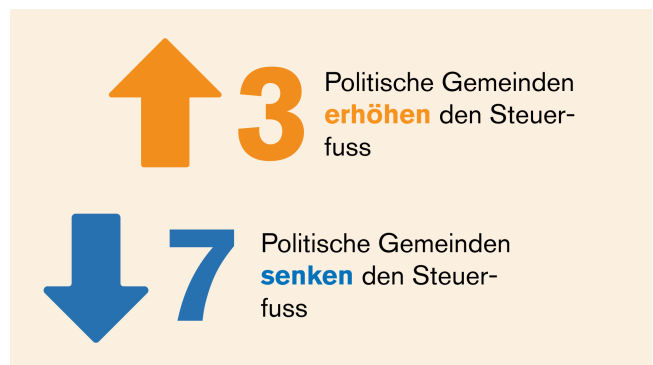 3
Politische Gemeinden
erhöhen den Steuer-
fuss
7
Politische Gemeinden
senken den Steuer-
fuss